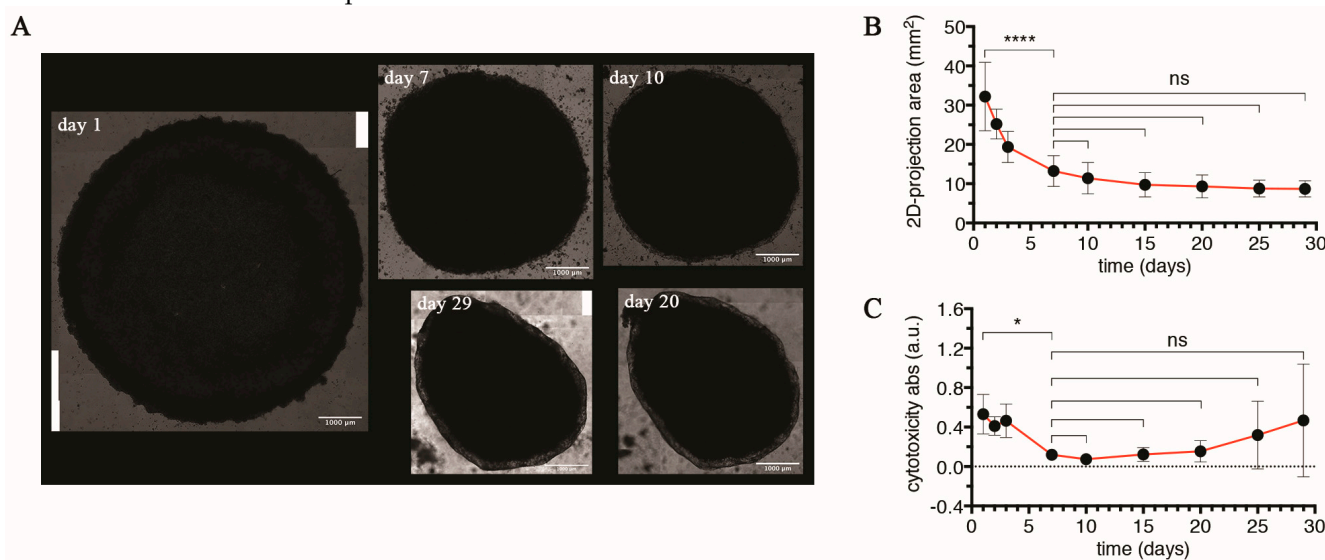 A
day 1
1000 µm
day 7
1000 µm
day 10
1000 µm
day 29
1000 µm
day 20
1000 µm
B
2D-projection area (mm²)
50
40
30
20
10
0
****
ns
0 5 10 15 20 25 30
time (days)
C
cytotoxicity abs (a.u.)
1.6
1.2
0.8
0.4
0.0
-0.4
*
ns
0 5 10 15 20 25 30
time (days)